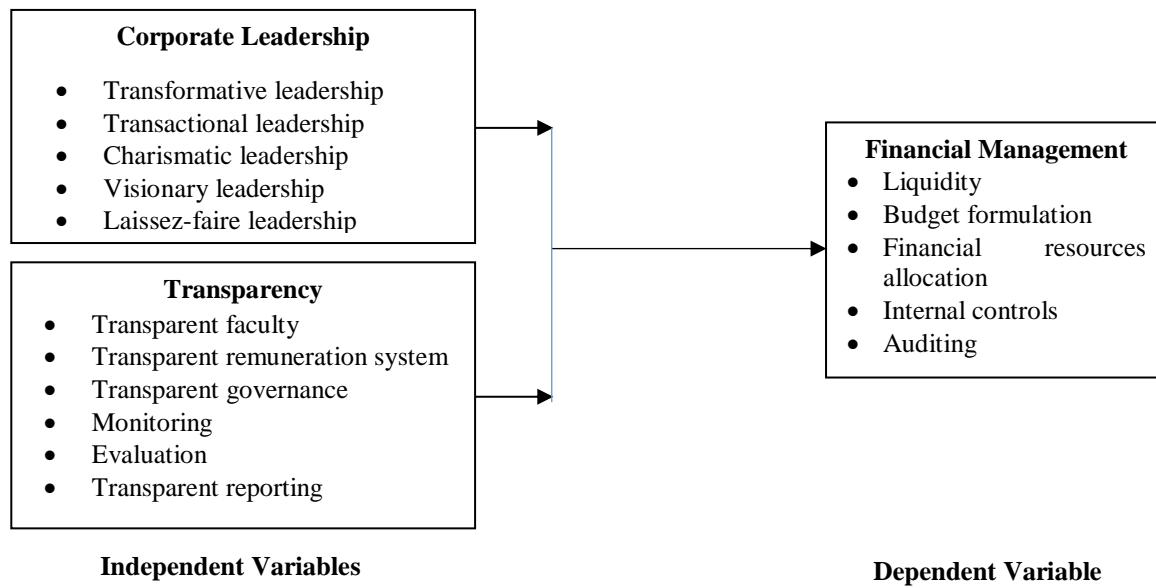 Corporate Leadership
• Transformative leadership
• Transactional leadership
• Charismatic leadership
• Visionary leadership
• Laissez-faire leadership
Transparency
• Transparent faculty
• Transparent remuneration system
• Transparent governance
• Monitoring
• Evaluation
• Transparent reporting
Independent Variables
Financial Management
• Liquidity
• Budget formulation
• Financial resources
allocation
• Internal controls
• Auditing
Dependent Variable